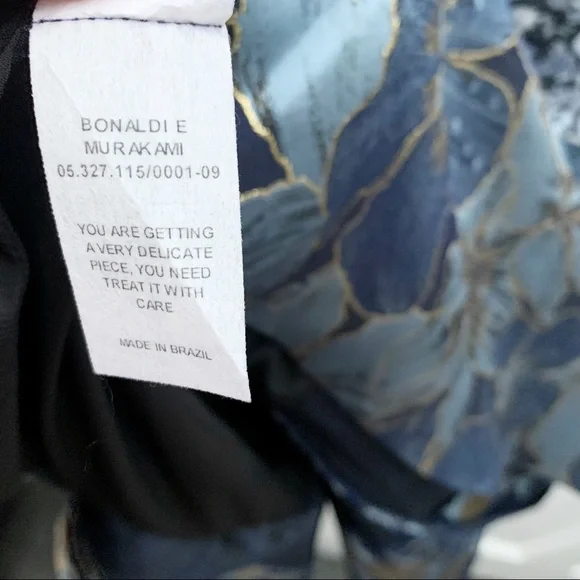 BONALDI E
MURAKAMI
05.327.115/0001-09
YOU ARE GETTING
A VERY DELICATE
PIECE, YOU NEED
TREAT IT WITH
CARE
MADE IN BRAZIL